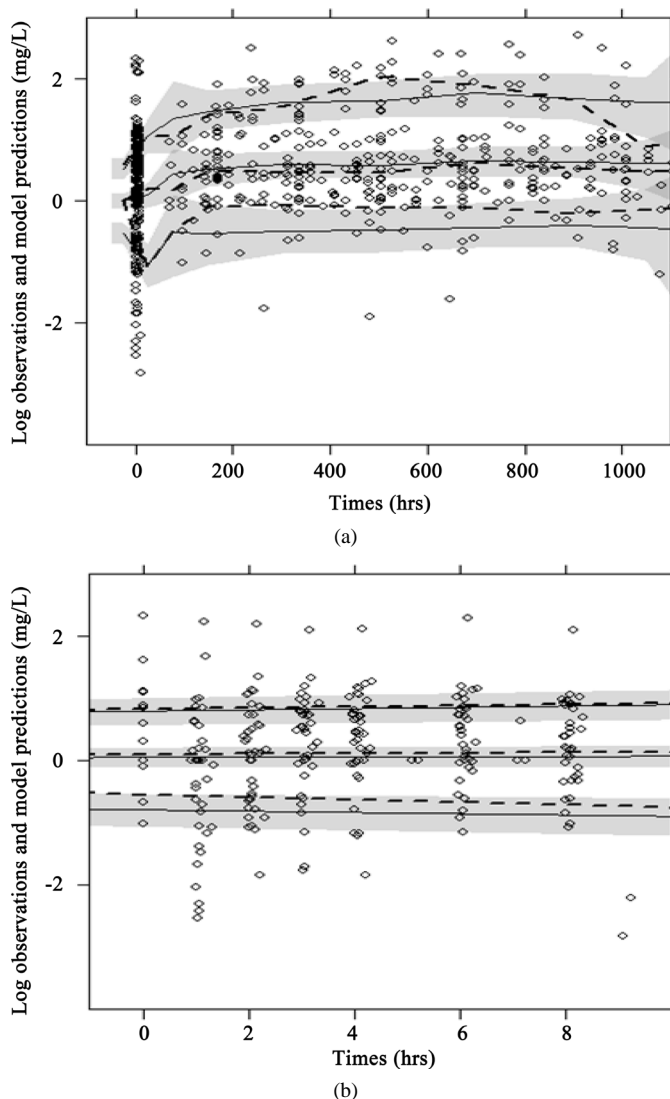 Log observations and model predictions (mg/L)
2
0
-2
0 200 400 600 800 1000
Times (hrs)
(a)
Log observations and model predictions (mg/L)
2
0
-2
0 2 4 6 8
Times (hrs)
(b)